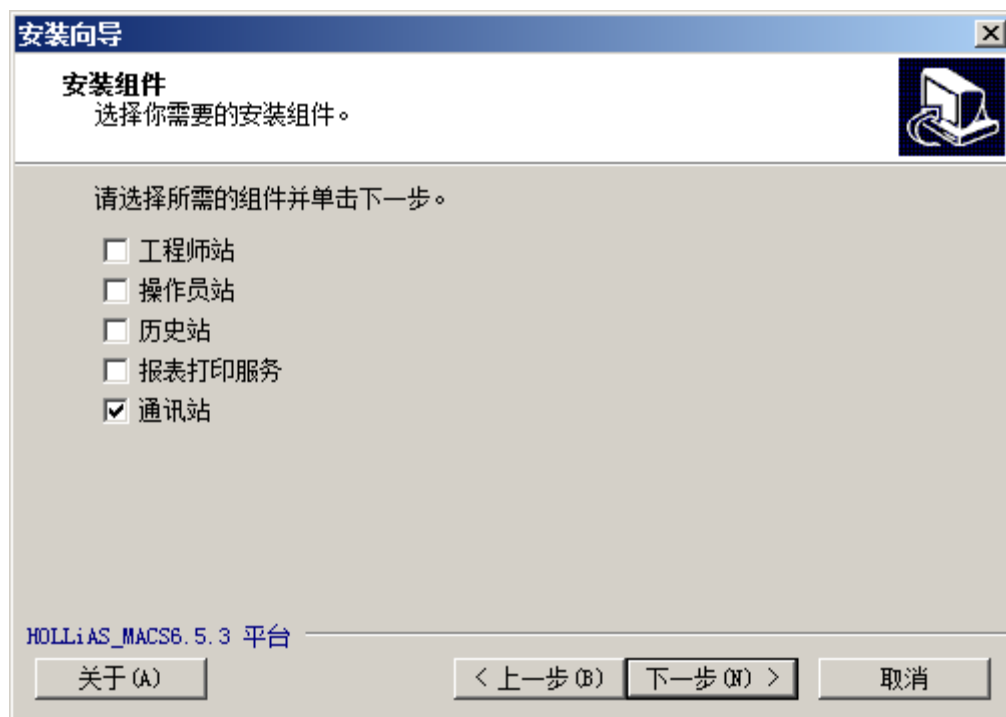 安装向导
安装组件
选择你需要的安装组件。
请选择所需的组件并单击下一步。
工程师站
操作员站
历史站
报表打印服务
通讯站
HOLLiAS_MACS6.5.3 平台
关于(A) < 上一步(B) 下一步(N) > 取消